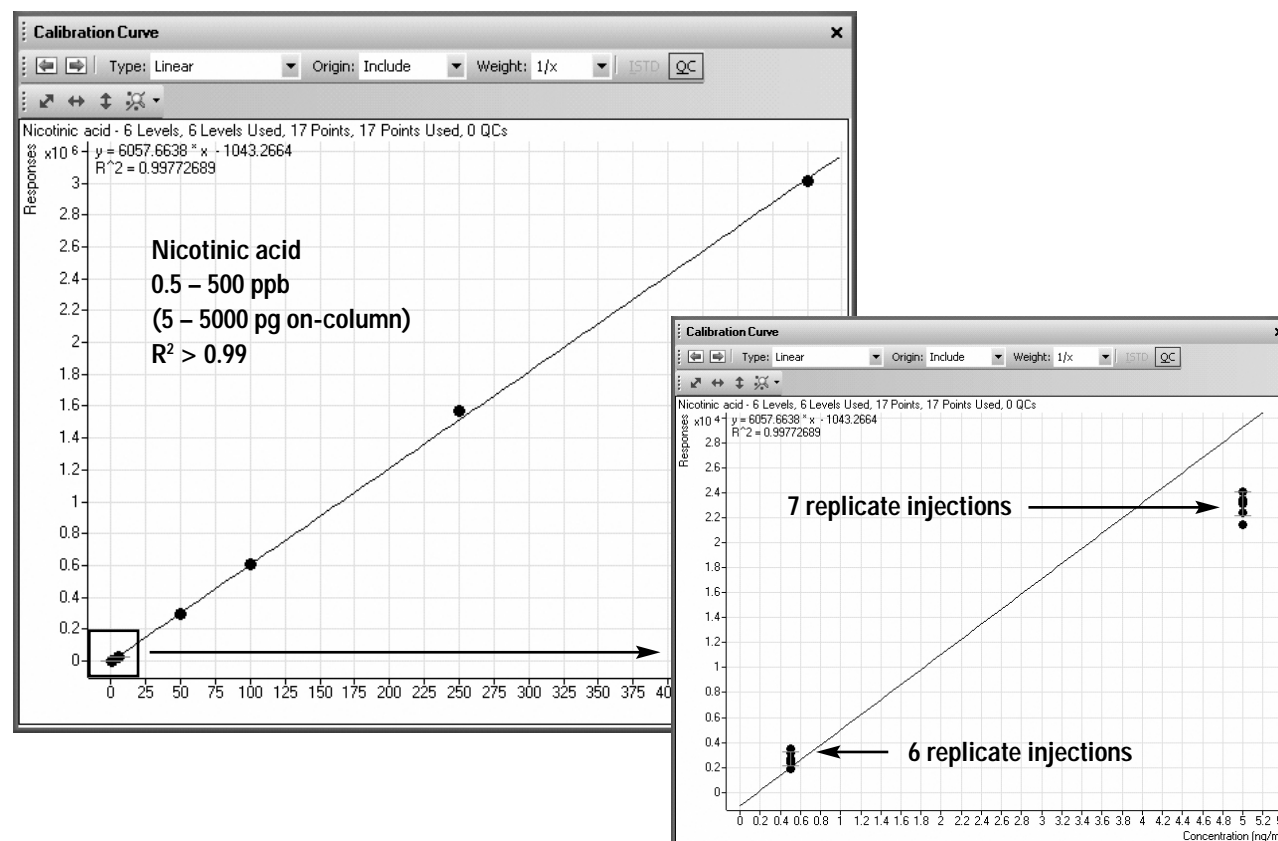 Calibration Curve
Type: Linear Origin: Include Weight: 1/x ISTD QC
Nicotinic acid - 6 Levels, 6 Levels Used, 17 Points, 17 Points Used, 0 QCs
x10 6 y = 6057.6638 * x - 1043.2664
R^2 = 0.99772689
Responses
3
2.8
2.6
2.4
2.2
2
1.8
1.6
1.4
1.2
1
0.8
0.6
0.4
0.2
0
Nicotinic acid
0.5 – 500 ppb
(5 – 5000 pg on-column)
R² > 0.99
0 25 50 75 100 125 150 175 200 225 250 275 300 325 350 375
Calibration Curve
Type: Linear Origin: Include Weight: 1/x ISTD QC
Nicotinic acid - 6 Levels, 6 Levels Used, 17 Points, 17 Points Used, 0 QCs
x10 4 y = 6057.6638 * x - 1043.2664
R^2 = 0.99772689
Responses
2.8
2.6
2.4
2.2
2
1.8
1.6
1.4
1.2
1
0.8
0.6
0.4
0.2
0
7 replicate injections
6 replicate injections
0 0.2 0.4 0.6 0.8 1 1.2 1.4 1.6 1.8 2 2.2 2.4 2.6 2.8 3 3.2 3.4 3.6 3.8 4 4.2 4.4 4.6 4.8 5 5.2
Concentration (ng/m